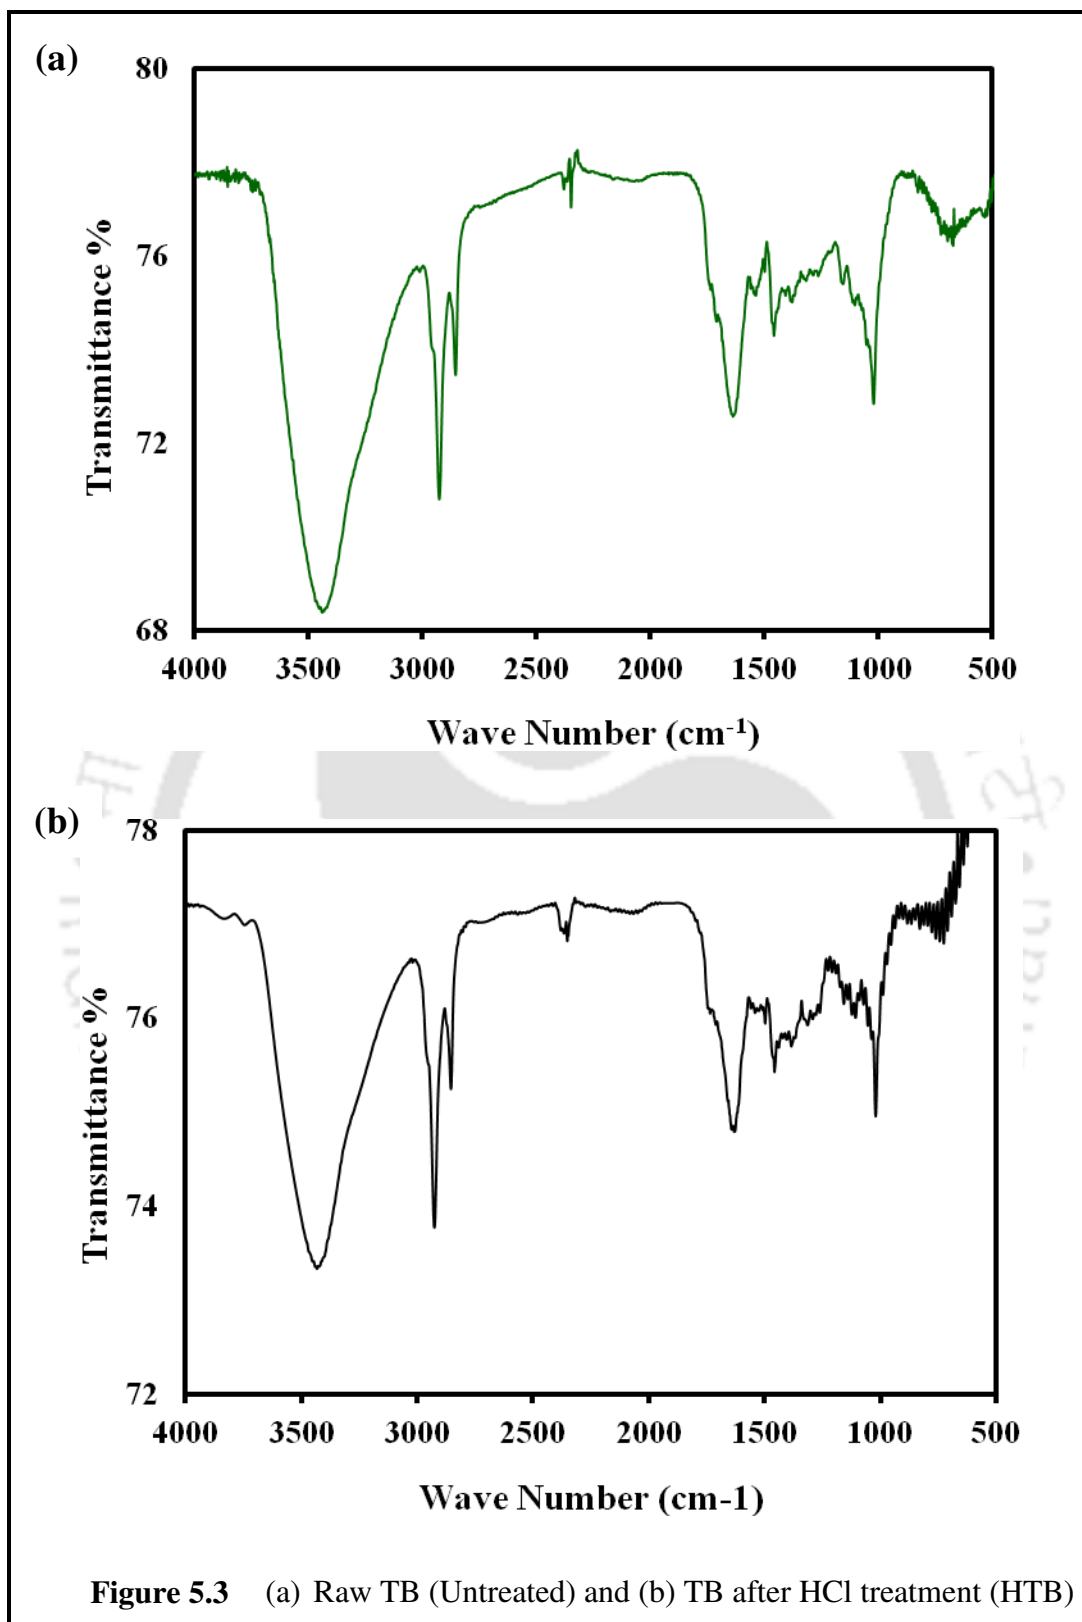 (a)
80
76
72
68
Transmittance %
4000 3500 3000 2500 2000 1500 1000 500
Wave Number (cm⁻¹)
(b)
78
76
74
72
Transmittance %
4000 3500 3000 2500 2000 1500 1000 500
Wave Number (cm-1)
Figure 5.3 (a) Raw TB (Untreated) and (b) TB after HCl treatment (HTB)